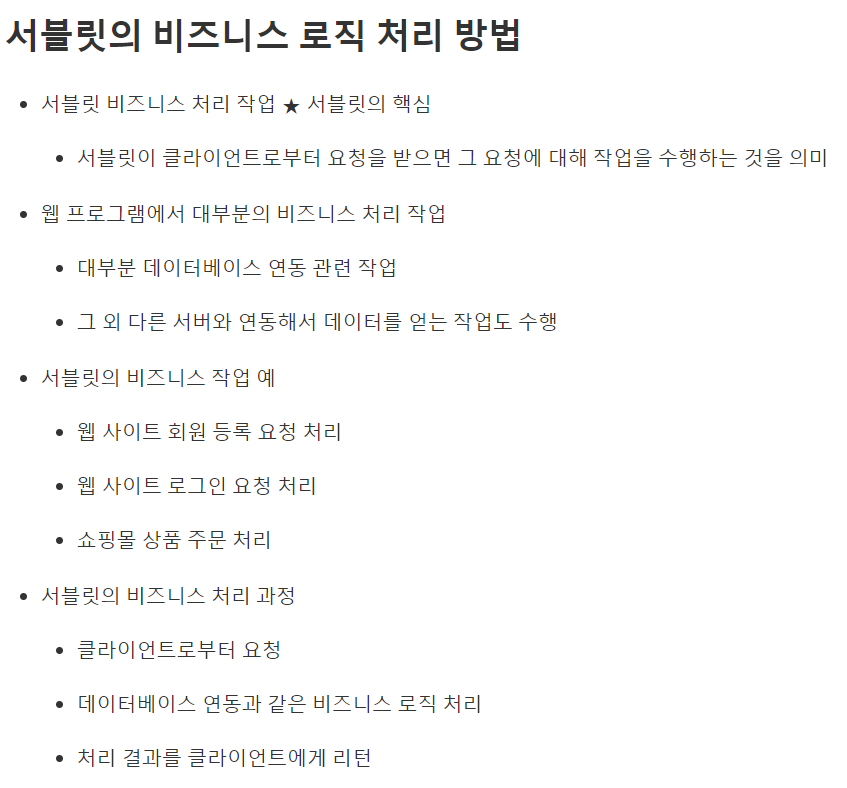 서블릿의 비즈니스 로직 처리 방법
서블릿 비즈니스 처리 작업 ★ 서블릿의 핵심
서블릿이 클라이언트로부터 요청을 받으면 그 요청에 대해 작업을 수행하는 것을 의미
웹 프로그램에서 대부분의 비즈니스 처리 작업
대부분 데이터베이스 연동 관련 작업
그 외 다른 서버와 연동해서 데이터를 얻는 작업도 수행
서블릿의 비즈니스 작업 예
웹 사이트 회원 등록 요청 처리
웹 사이트 로그인 요청 처리
쇼핑몰 상품 주문 처리
서블릿의 비즈니스 처리 과정
클라이언트로부터 요청
데이터베이스 연동과 같은 비즈니스 로직 처리
처리 결과를 클라이언트에게 리턴